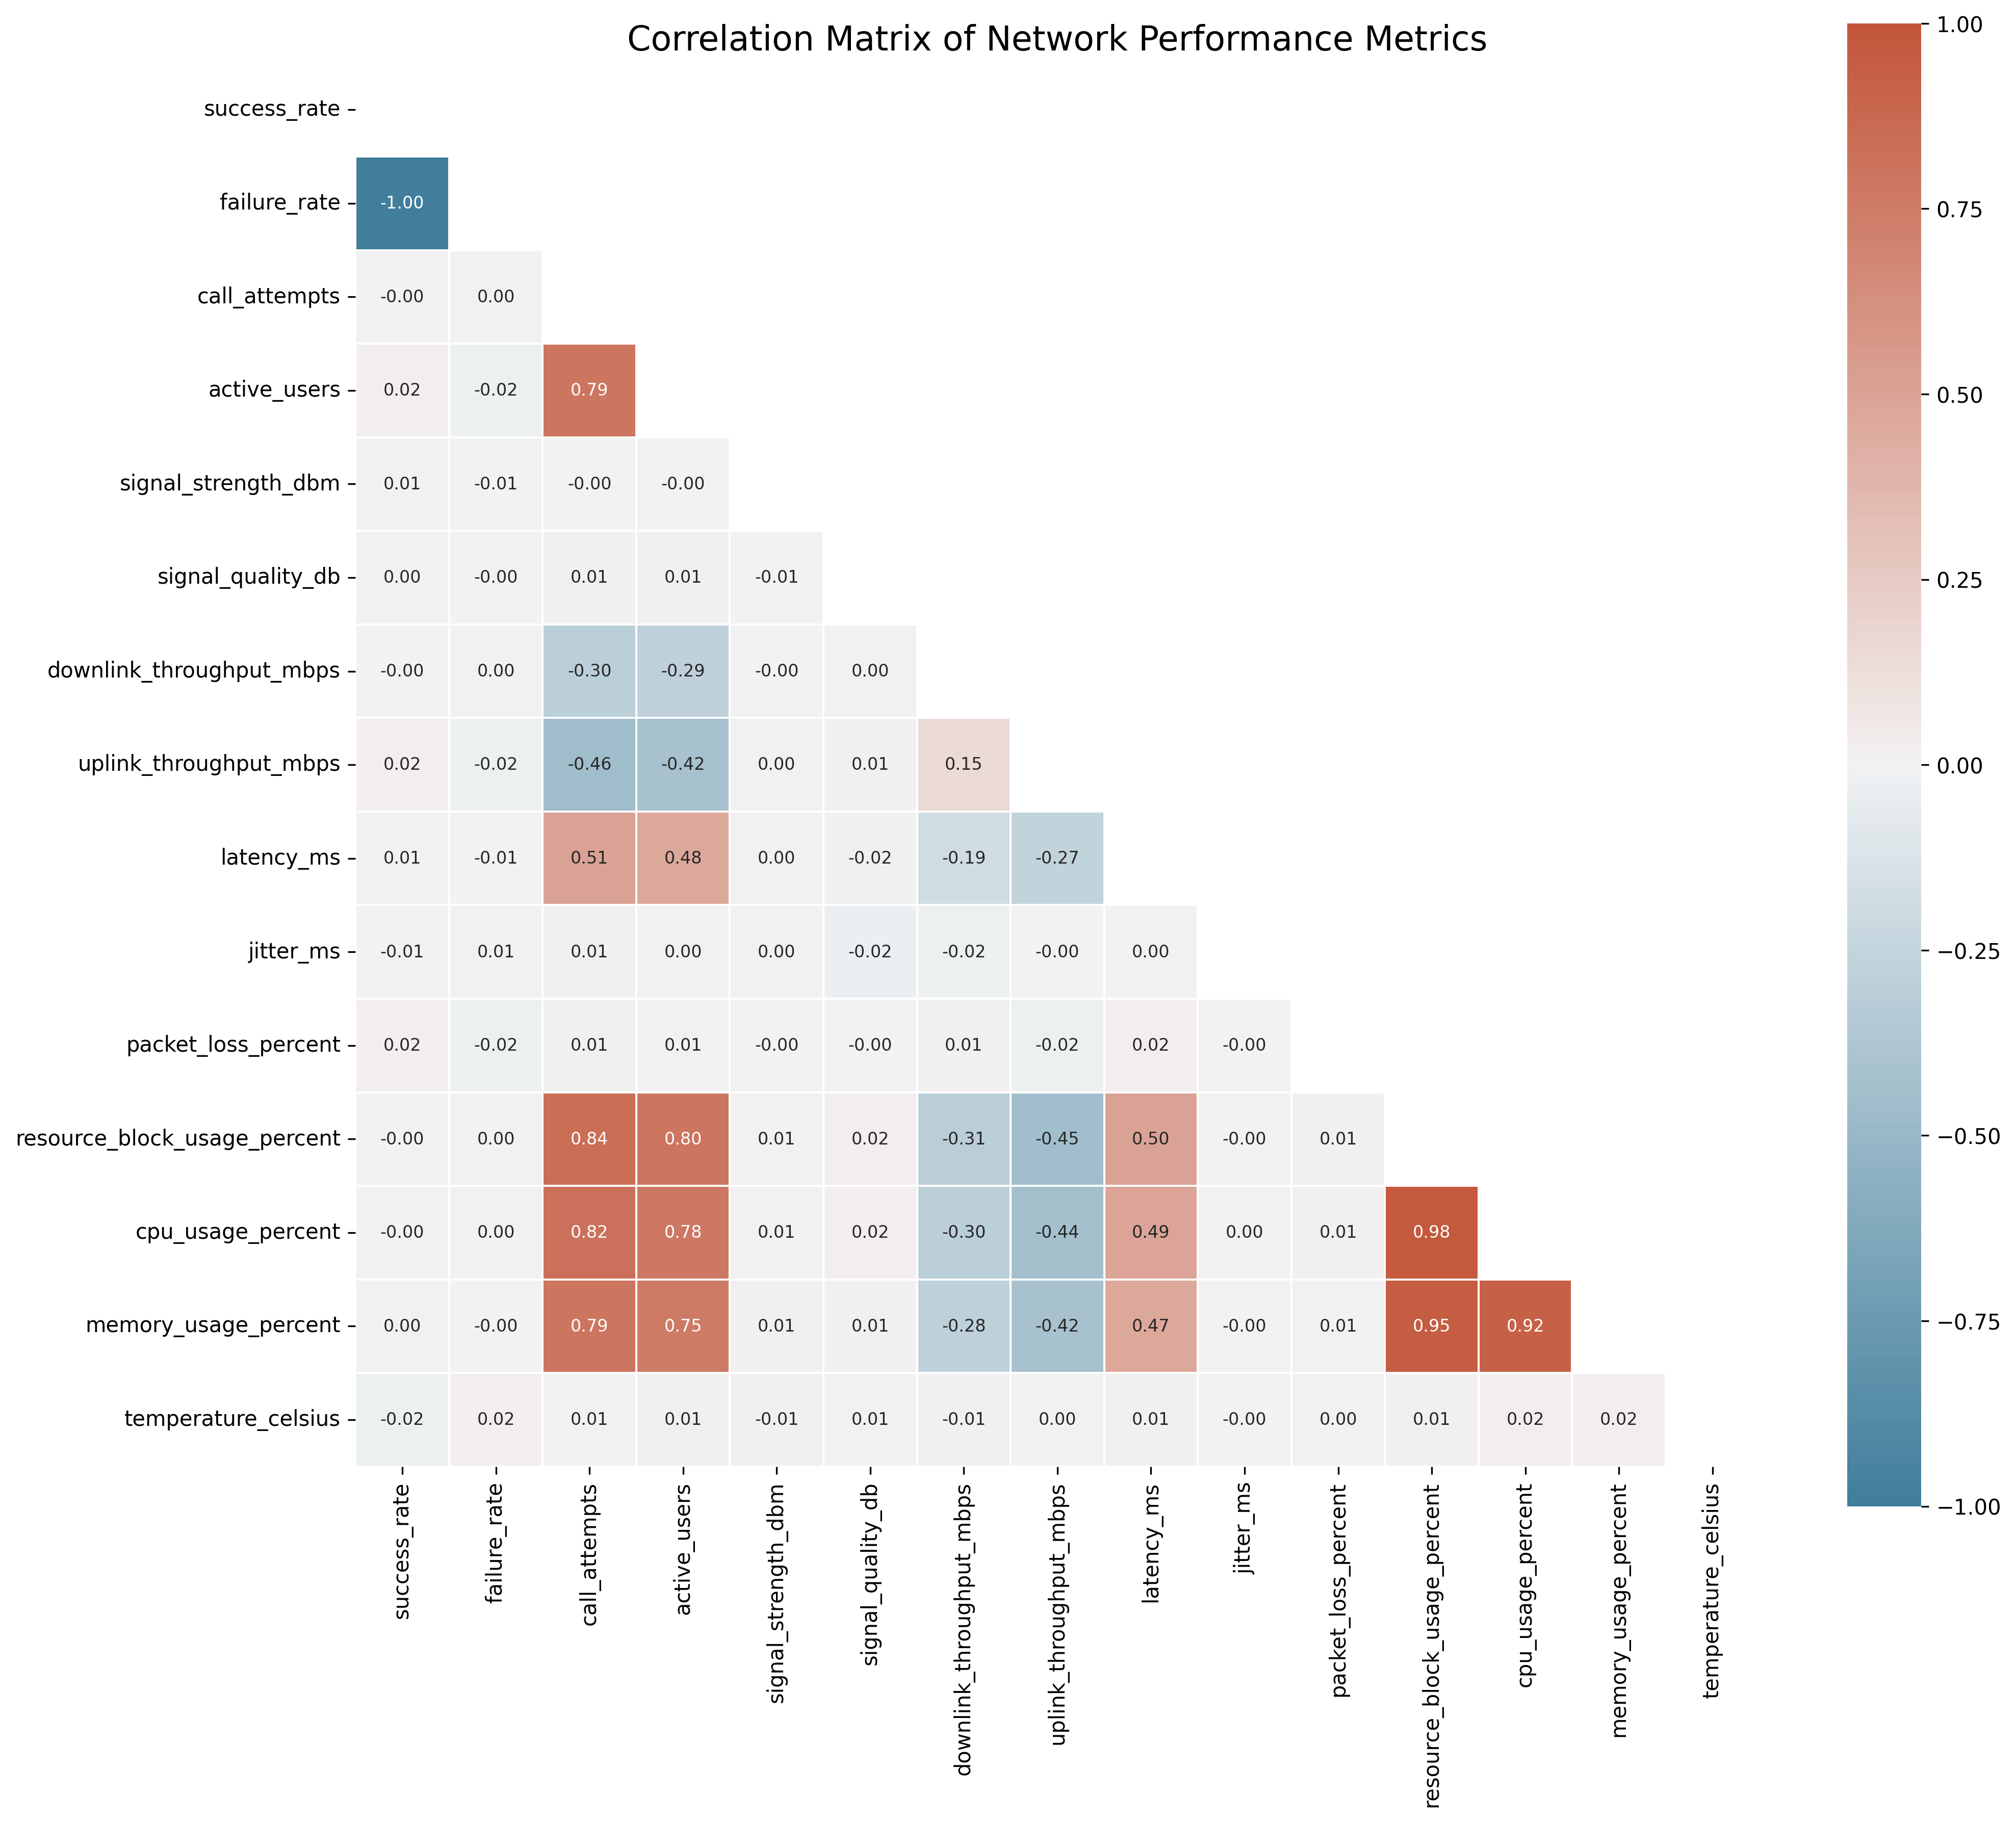 Correlation Matrix of Network Performance Metrics
success_rate
failure_rate -1.00
call_attempts -0.00 0.00
active_users 0.02 -0.02 0.79
signal_strength_dbm 0.01 -0.01 -0.00 -0.00
signal_quality_db 0.00 -0.00 0.01 0.01 -0.01
downlink_throughput_mbps -0.00 0.00 -0.30 -0.29 -0.00 0.00
uplink_throughput_mbps 0.02 -0.02 -0.46 -0.42 0.00 0.01 0.15
latency_ms 0.01 -0.01 0.51 0.48 0.00 -0.02 -0.19 -0.27
jitter_ms -0.01 0.01 0.01 0.00 0.00 -0.02 -0.02 -0.00 0.00
packet_loss_percent 0.02 -0.02 0.01 0.01 -0.00 -0.00 0.01 -0.02 0.02 -0.00
resource_block_usage_percent -0.00 0.00 0.84 0.80 0.01 0.02 -0.31 -0.45 0.50 -0.00 0.01
cpu_usage_percent -0.00 0.00 0.82 0.78 0.01 0.02 -0.30 -0.44 0.49 0.00 0.01 0.98
memory_usage_percent 0.00 -0.00 0.79 0.75 0.01 0.01 -0.28 -0.42 0.47 -0.00 0.01 0.95 0.92
temperature_celsius -0.02 0.02 0.01 0.01 -0.01 0.01 -0.01 0.00 0.01 -0.00 0.00 0.01 0.02 0.02
success_rate
failure_rate
call_attempts
active_users
signal_strength_dbm
signal_quality_db
downlink_throughput_mbps
uplink_throughput_mbps
latency_ms
jitter_ms
packet_loss_percent
resource_block_usage_percent
cpu_usage_percent
memory_usage_percent
temperature_celsius
1.00
0.75
0.50
0.25
0.00
−0.25
−0.50
−0.75
−1.00